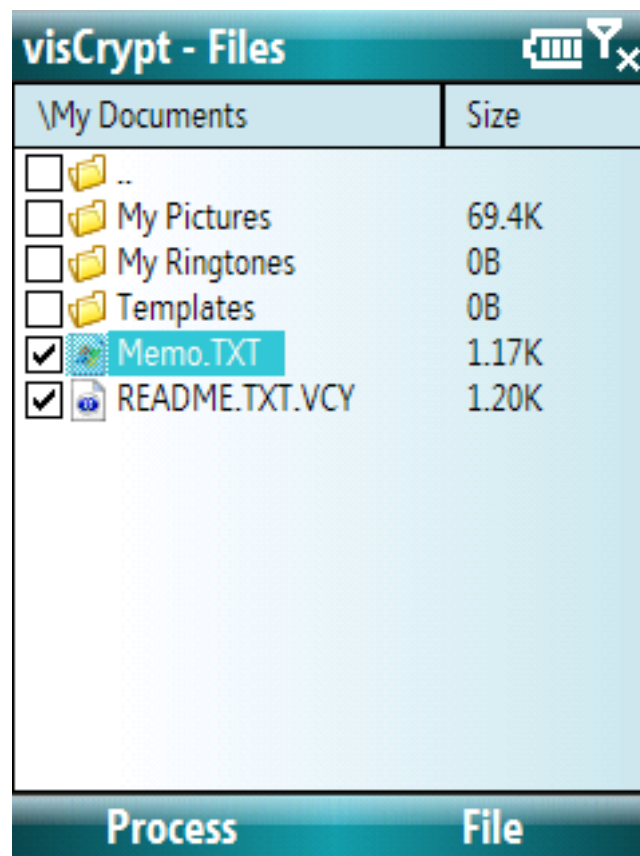 visCrypt - Files
\My Documents Size
..
My Pictures 69.4K
My Ringtones 0B
Templates 0B
Memo.TXT 1.17K
README.TXT.VCY 1.20K
Process File